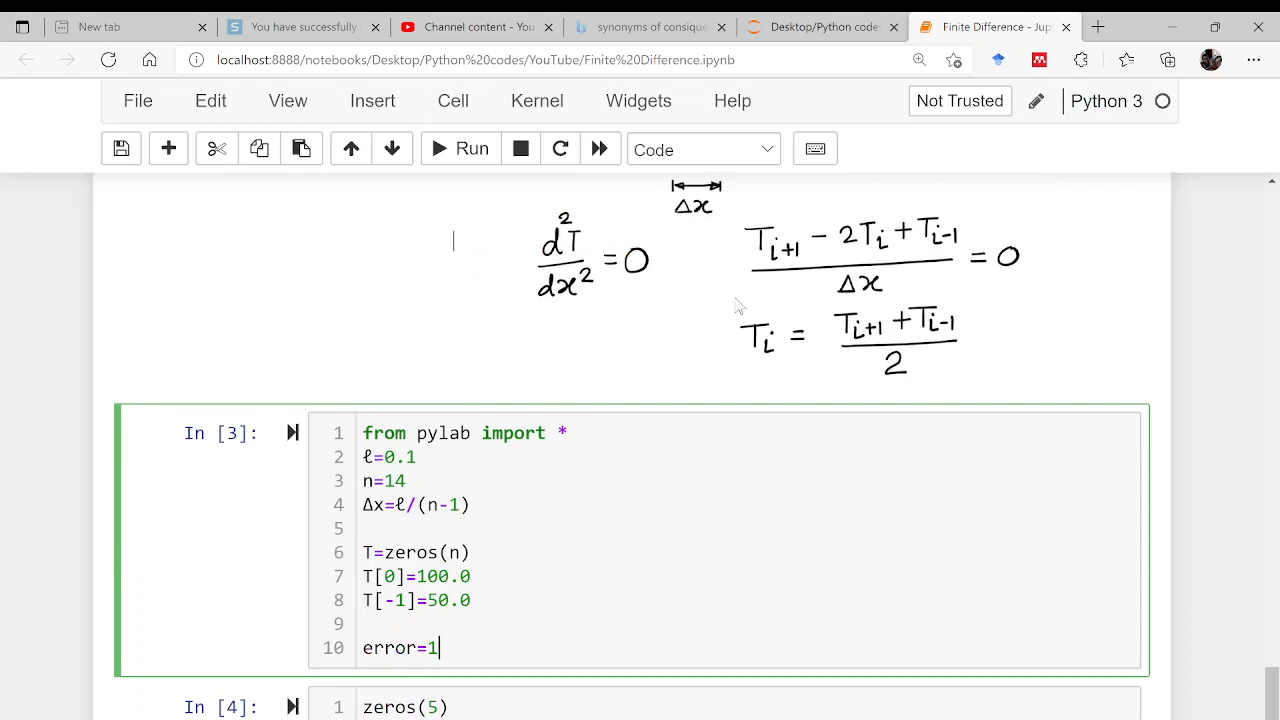 New tab
You have successfully
Channel content - You
synonyms of consique
Desktop/Python code
Finite Difference - Jup
localhost:8888/notebooks/Desktop/Python%20codes/YouTube/Finite%20Difference.ipynb
File Edit View Insert Cell Kernel Widgets Help Not Trusted Python 3
Run Code
Δx
d²T/dx² = 0
(Tᵢ₊₁ - 2Tᵢ + Tᵢ₋₁)/Δx = 0
Tᵢ = (Tᵢ₊₁ + Tᵢ₋₁)/2
In [3]:
1 from pylab import *
2 ℓ=0.1
3 n=14
4 Δx=ℓ/(n-1)
5
6 T=zeros(n)
7 T[0]=100.0
8 T[-1]=50.0
9
10 error=1
In [4]:
1 zeros(5)